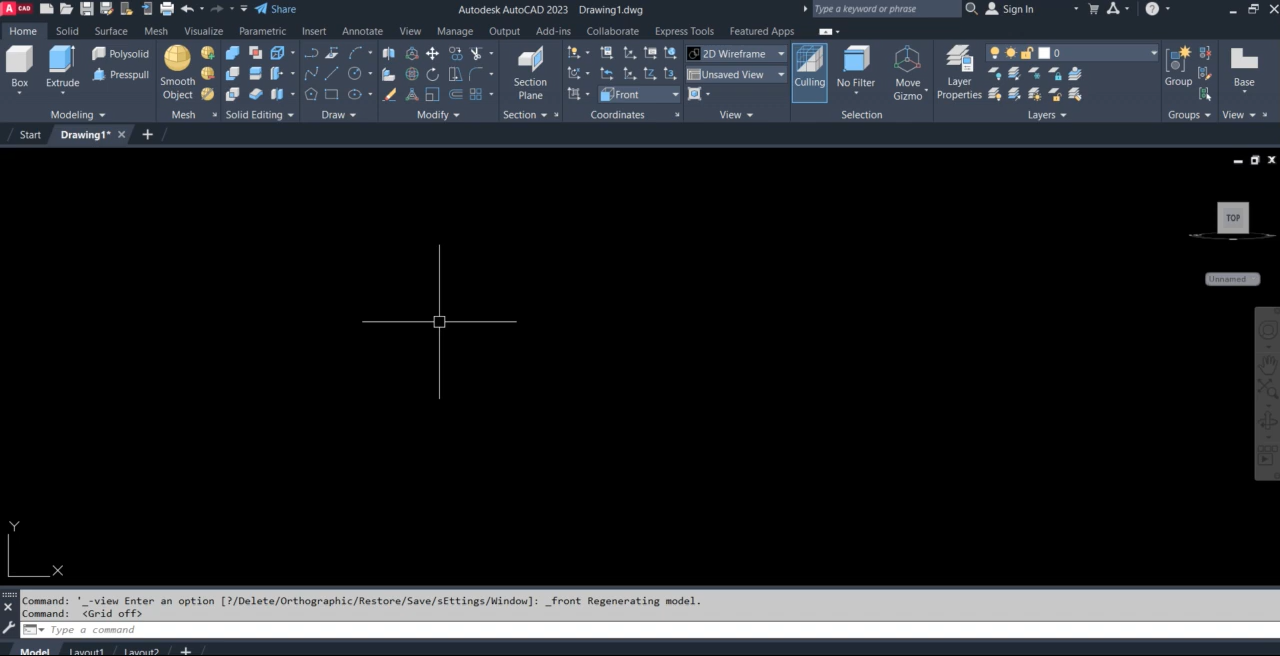 A CAD
Share
Autodesk AutoCAD 2023 Drawing1.dwg
Type a keyword or phrase
Sign In
Home Solid Surface Mesh Visualize Parametric Insert Annotate View Manage Output Add-ins Collaborate Express Tools Featured Apps
Box
Extrude
Polysolid
Presspull
Smooth
Object
Section
Plane
Front
2D Wireframe
Unsaved View
Culling
No Filter
Move
Gizmo
Layer
Properties
0
Group
Base
Modeling Mesh Solid Editing Draw Modify Section Coordinates View Selection Layers Groups View
Start Drawing1*
TOP
Unnamed
Y
X
Command: '_-view Enter an option [?/Delete/Orthographic/Restore/Save/sEttings/Window]: _front Regenerating model.
Command: <Grid off>
Type a command
Model Layout1 Layout2